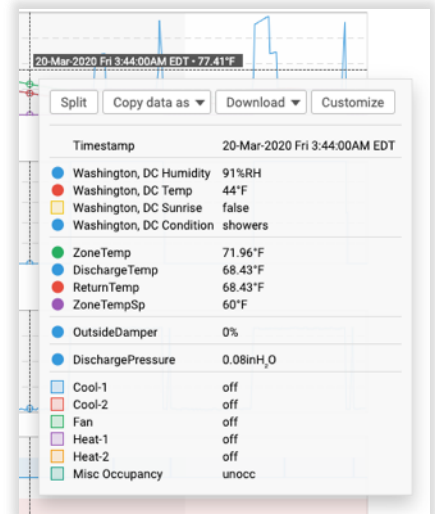 20-Mar-2020 Fri 3:44:00AM EDT • 77.41°F
Split Copy data as ▼ Download ▼ Customize
Timestamp 20-Mar-2020 Fri 3:44:00AM EDT
Washington, DC Humidity 91%RH
Washington, DC Temp 44°F
Washington, DC Sunrise false
Washington, DC Condition showers
ZoneTemp 71.96°F
DischargeTemp 68.43°F
ReturnTemp 68.43°F
ZoneTempSp 60°F
OutsideDamper 0%
DischargePressure 0.08inH₂O
Cool-1 off
Cool-2 off
Fan off
Heat-1 off
Heat-2 off
Misc Occupancy unocc